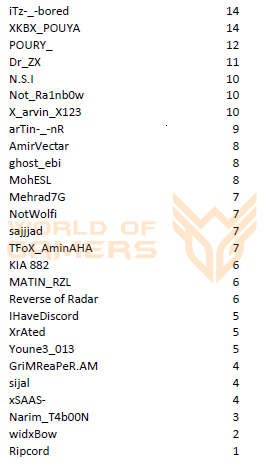 iTz-_-bored 14
XKBX_POUYA 14
POURY_ 12
Dr_ZX 11
N.S.I 10
Not_Ra1nb0w 10
X_arvin_X123 10
arTin-_-nR 9
AmirVectar 8
ghost_ebi 8
MohESL 8
Mehrad7G 7
NotWolfi 7
sajjjad 7
TFoX_AminAHA 7
KIA 882 6
MATIN_RZL 6
Reverse of Radar 6
IHaveDiscord 5
XrAted 5
Youne3_013 5
GriMReaPeR.AM 4
sijal 4
xSAAS- 4
Narim_T4b00N 3
widxBow 2
Ripcord 1
WORLD OF
GAMERS